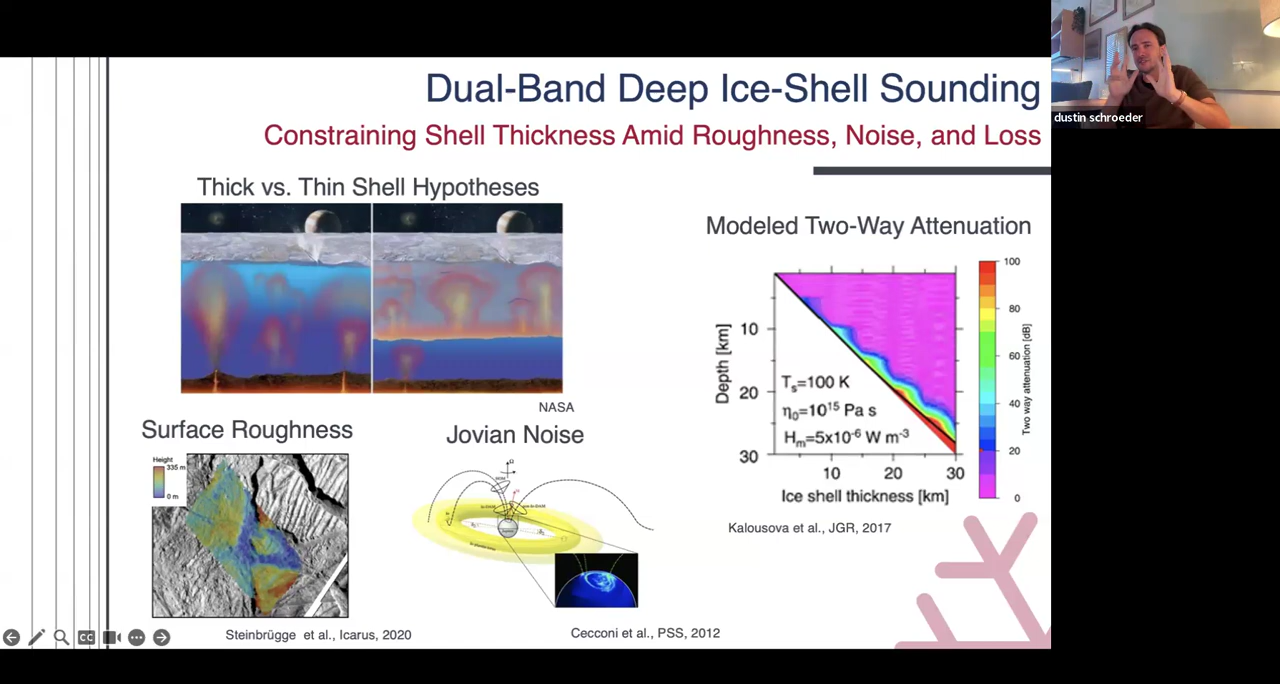 Dual-Band Deep Ice-Shell Sounding
Constraining Shell Thickness Amid Roughness, Noise, and Loss
dustin schroeder
Thick vs. Thin Shell Hypotheses
NASA
Modeled Two-Way Attenuation
Depth [km]
10
20
30
Ts=100 K
η0=10¹⁵ Pa s
Hm=5x10⁻⁶ W m⁻³
10
20
30
Ice shell thickness [km]
100
80
60
40
20
0
Two way attenuation [dB]
Kalousova et al., JGR, 2017
Surface Roughness
Height
335 m
0 m
Steinbrügge et al., Icarus, 2020
Jovian Noise
Cecconi et al., PSS, 2012
CC